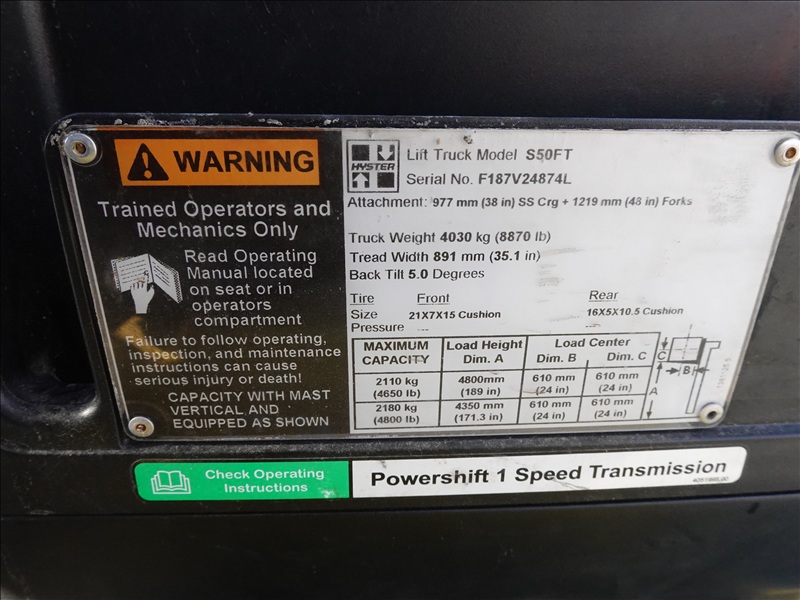 WARNING
Trained Operators and
Mechanics Only
Read Operating
Manual located
on seat or in
operators
compartment
Failure to follow operating,
inspection, and maintenance
instructions can cause
serious injury or death!
CAPACITY WITH MAST
VERTICAL AND
EQUIPPED AS SHOWN
HYSTER
Lift Truck Model S50FT
Serial No. F187V24874L
Attachment: 977 mm (38 in) SS Crg + 1219 mm (48 in) Forks
Truck Weight 4030 kg (8870 lb)
Tread Width 891 mm (35.1 in)
Back Tilt 5.0 Degrees
Tire Front Rear
Size 21X7X15 Cushion 16X5X10.5 Cushion
Pressure --- ---
MAXIMUM CAPACITY Load Height Dim. A Load Center Dim. B Dim. C
2110 kg (4650 lb) 4800mm (189 in) 610 mm (24 in) 610 mm (24 in)
2180 kg (4800 lb) 4350 mm (171.3 in) 610 mm (24 in) 610 mm (24 in)
C
B
A
Check Operating
Instructions
Powershift 1 Speed Transmission